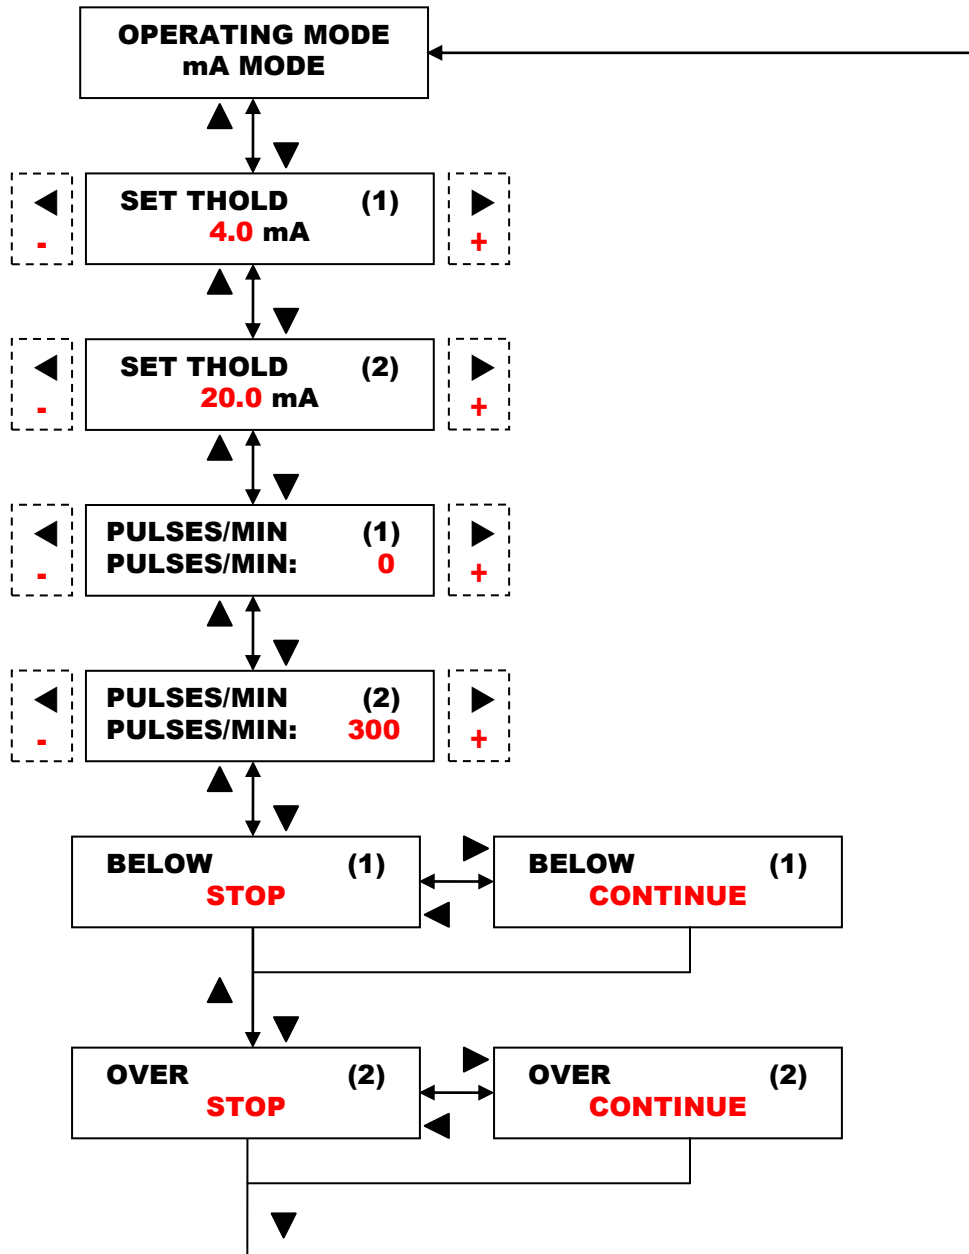 OPERATING MODE
mA MODE
SET THOLD (1)
4.0 mA
- +
SET THOLD (2)
20.0 mA
- +
PULSES/MIN (1)
PULSES/MIN: 0
- +
PULSES/MIN (2)
PULSES/MIN: 300
- +
BELOW (1)
STOP
BELOW (1)
CONTINUE
OVER (2)
STOP
OVER (2)
CONTINUE